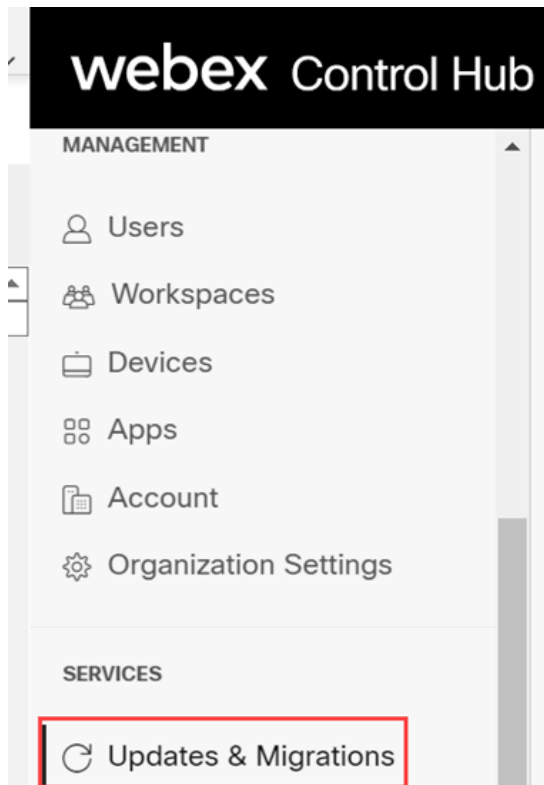 webex Control Hub
MANAGEMENT
Users
Workspaces
Devices
Apps
Account
Organization Settings
SERVICES
Updates & Migrations